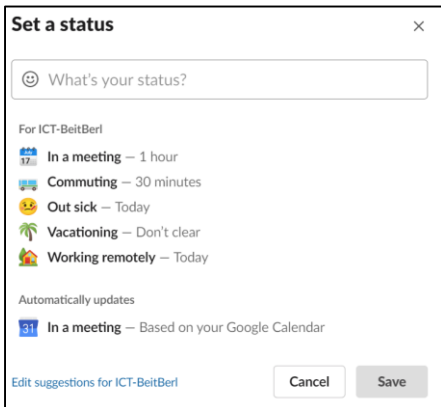 Set a status
What's your status?
For ICT-BeitBerl
In a meeting – 1 hour
Commuting – 30 minutes
Out sick – Today
Vacationing – Don't clear
Working remotely – Today
Automatically updates
In a meeting – Based on your Google Calendar
Edit suggestions for ICT-BeitBerl
Cancel
Save